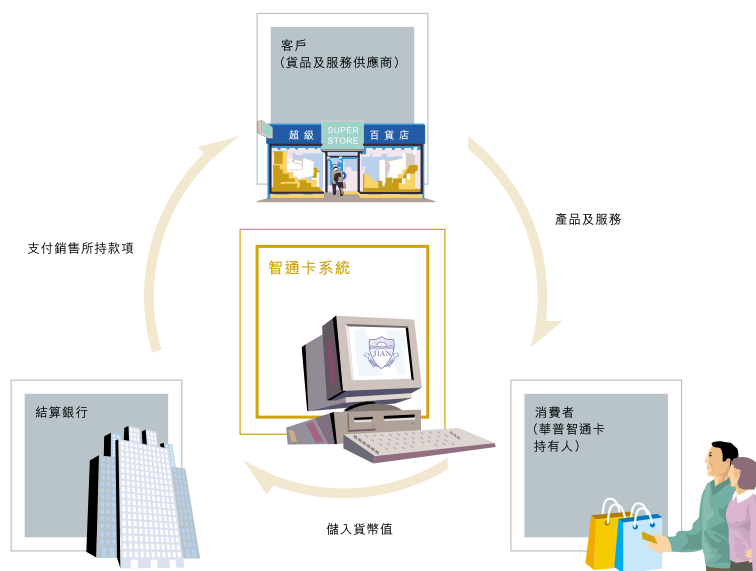 客戶
(貨品及服務供應商)
超級 SUPER STORE 百貨店
產品及服務
支付銷售所持款項
智通卡系統
JIAN
結算銀行
消費者
(華普智通卡
持有人)
儲入貨幣值